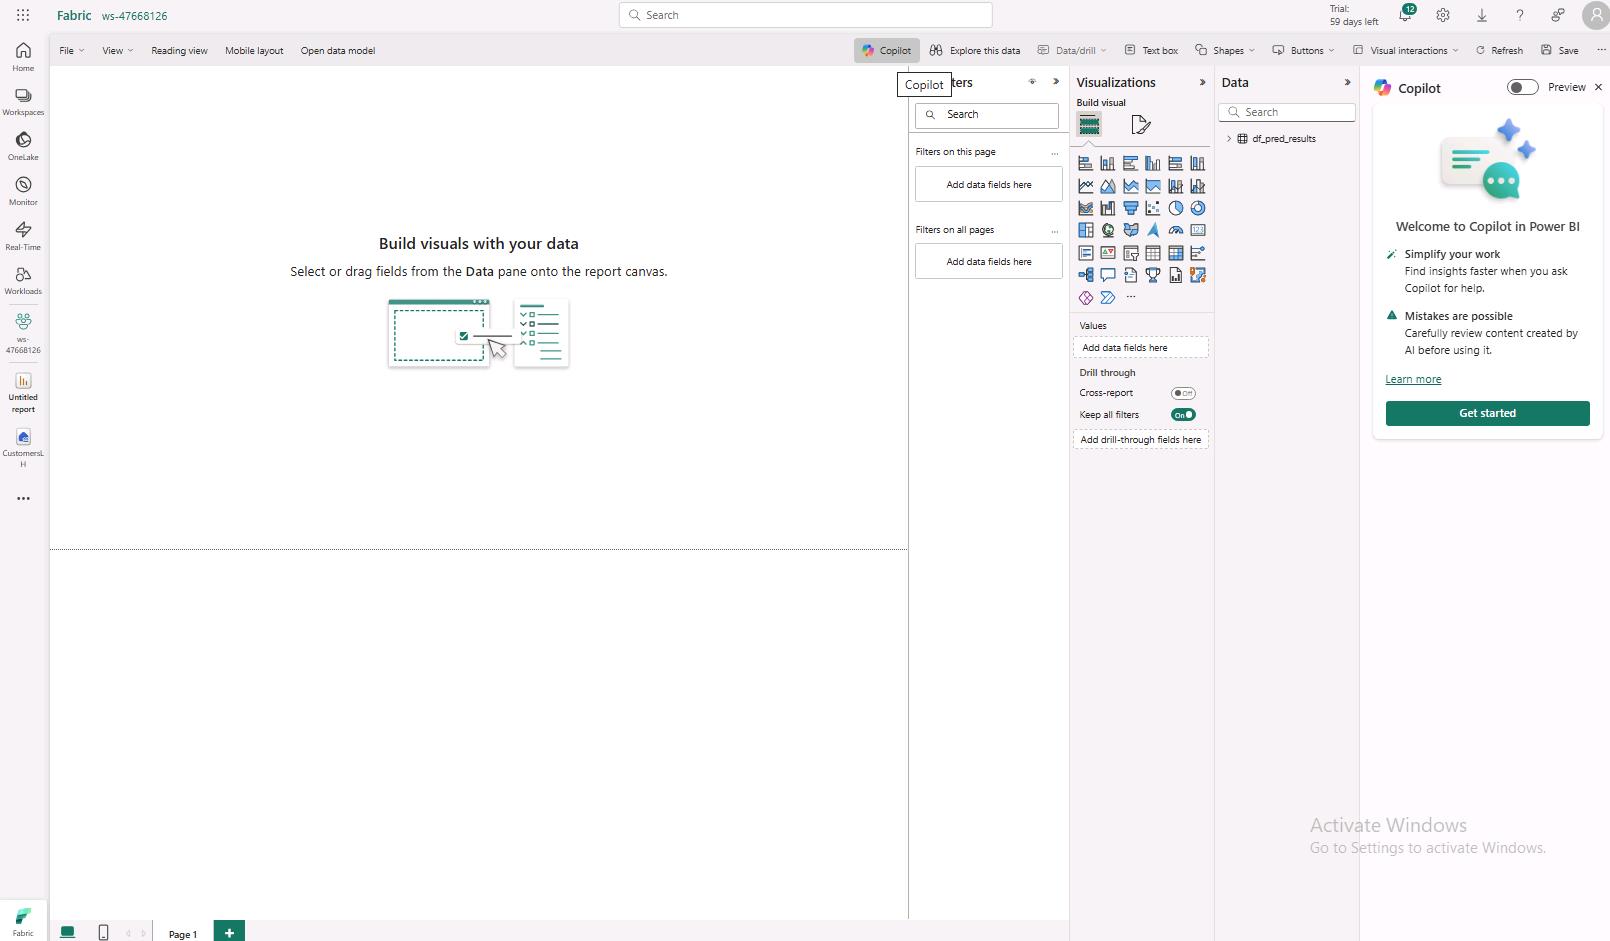 Fabric ws-47668126
Search
Trial:
59 days left
12
File View Reading view Mobile layout Open data model
Copilot Explore this data Data/drill Text box Shapes Buttons Visual interactions Refresh Save
Home
Workspaces
OneLake
Monitor
Real-Time
Workloads
ws-
47668126
Untitled
report
CustomersL
H
Fabric
Build visuals with your data
Select or drag fields from the Data pane onto the report canvas.
Copilot
ters
Search
Filters on this page
Add data fields here
Filters on all pages
Add data fields here
Visualizations
Build visual
123
Values
Add data fields here
Drill through
Cross-report Off
Keep all filters On
Add drill-through fields here
Data
Search
df_pred_results
Copilot Preview
Welcome to Copilot in Power BI
Simplify your work
Find insights faster when you ask
Copilot for help.
Mistakes are possible
Carefully review content created by
AI before using it.
Learn more
Get started
Activate Windows
Go to Settings to activate Windows.
Page 1